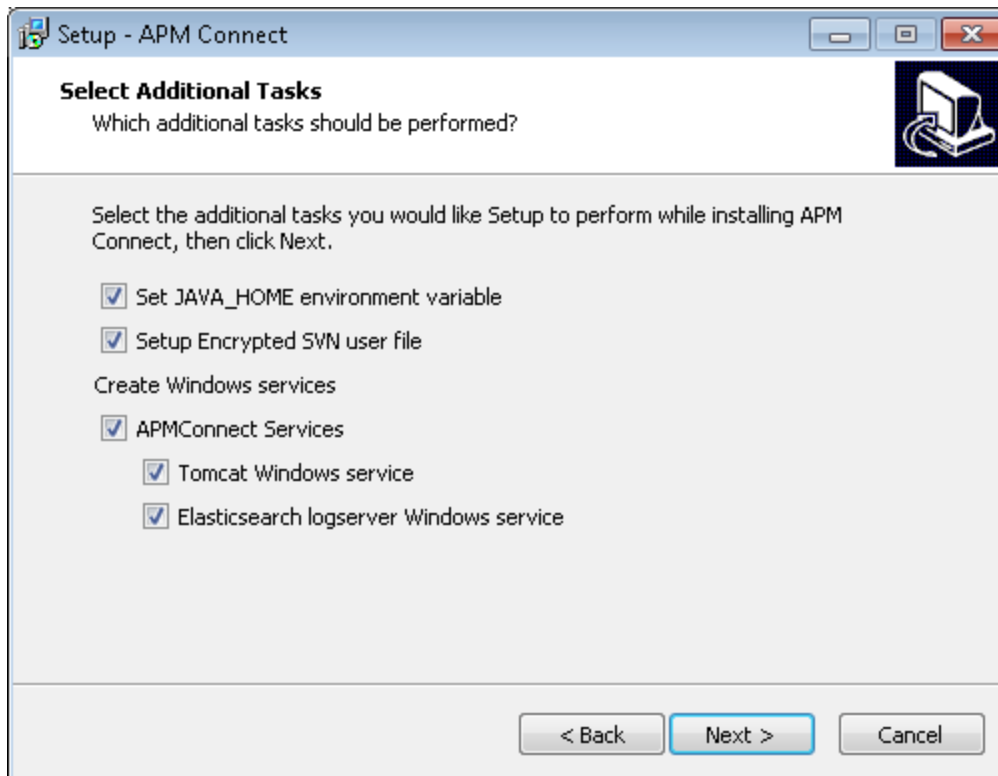 Setup - APM Connect
Select Additional Tasks
Which additional tasks should be performed?
Select the additional tasks you would like Setup to perform while installing APM
Connect, then click Next.
Set JAVA_HOME environment variable
Setup Encrypted SVN user file
Create Windows services
APMConnect Services
Tomcat Windows service
Elasticsearch logserver Windows service
< Back
Next >
Cancel